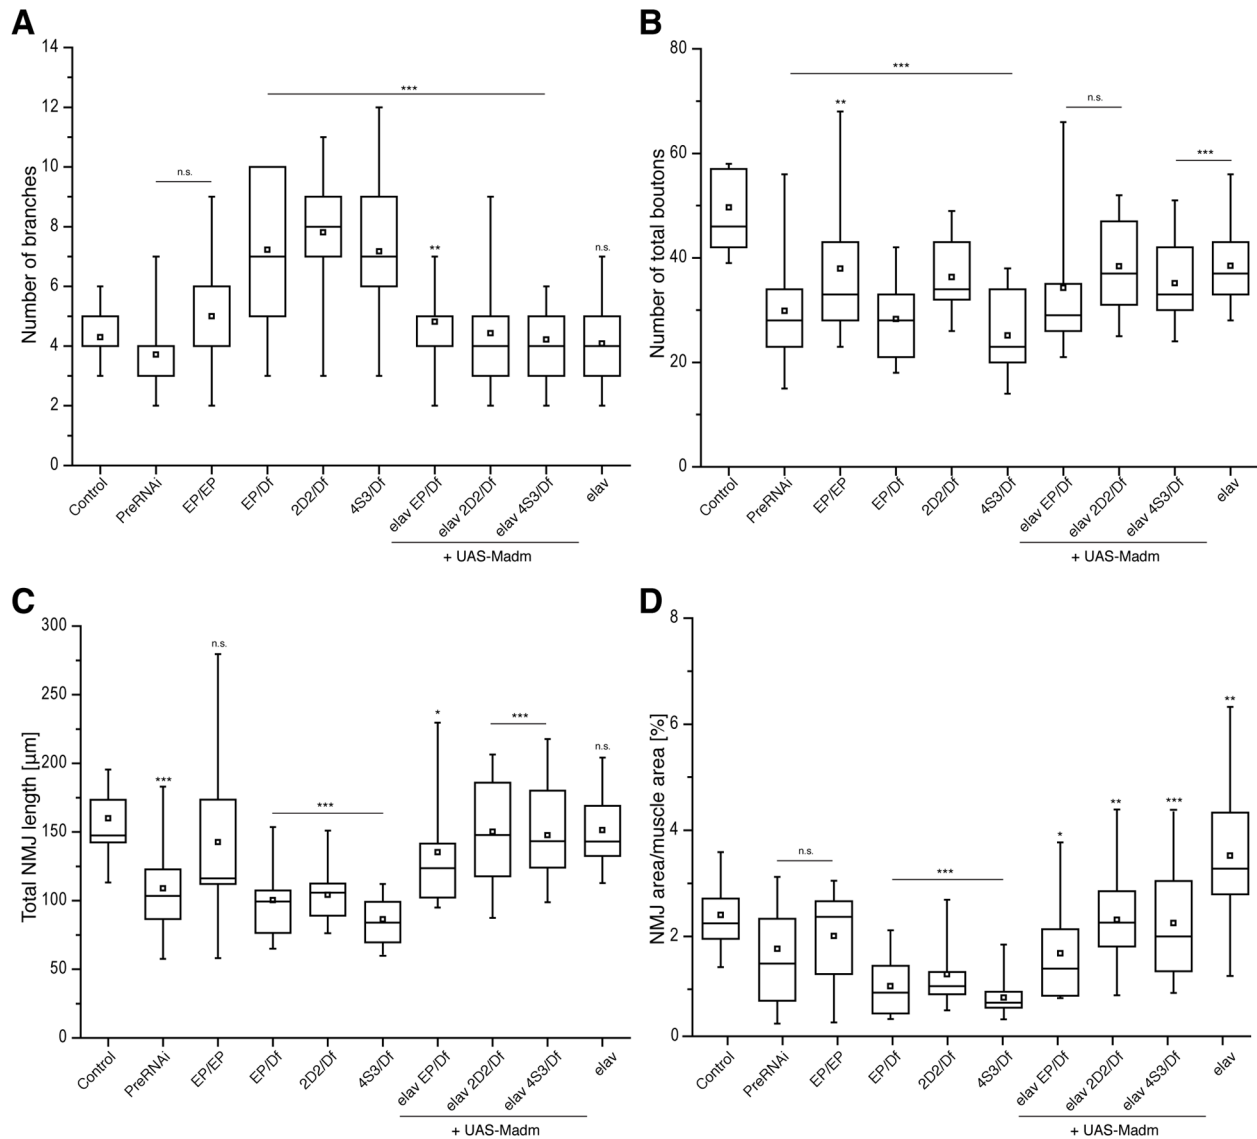 A
Number of branches
14
12
10
8
6
4
2
0
n.s.
***
**
n.s.
Control
PreRNAi
EP/EP
EP/Df
2D2/Df
4S3/Df
elav EP/Df
elav 2D2/Df
elav 4S3/Df
elav
+ UAS-Madm
B
Number of total boutons
80
60
40
20
0
***
**
n.s.
***
Control
PreRNAi
EP/EP
EP/Df
2D2/Df
4S3/Df
elav EP/Df
elav 2D2/Df
elav 4S3/Df
elav
+ UAS-Madm
C
Total NMJ length [µm]
300
250
200
150
100
50
0
***
n.s.
***
*
***
n.s.
Control
PreRNAi
EP/EP
EP/Df
2D2/Df
4S3/Df
elav EP/Df
elav 2D2/Df
elav 4S3/Df
elav
+ UAS-Madm
D
NMJ area/muscle area [%]
8
6
4
2
0
n.s.
***
*
**
***
**
Control
PreRNAi
EP/EP
EP/Df
2D2/Df
4S3/Df
elav EP/Df
elav 2D2/Df
elav 4S3/Df
elav
+ UAS-Madm